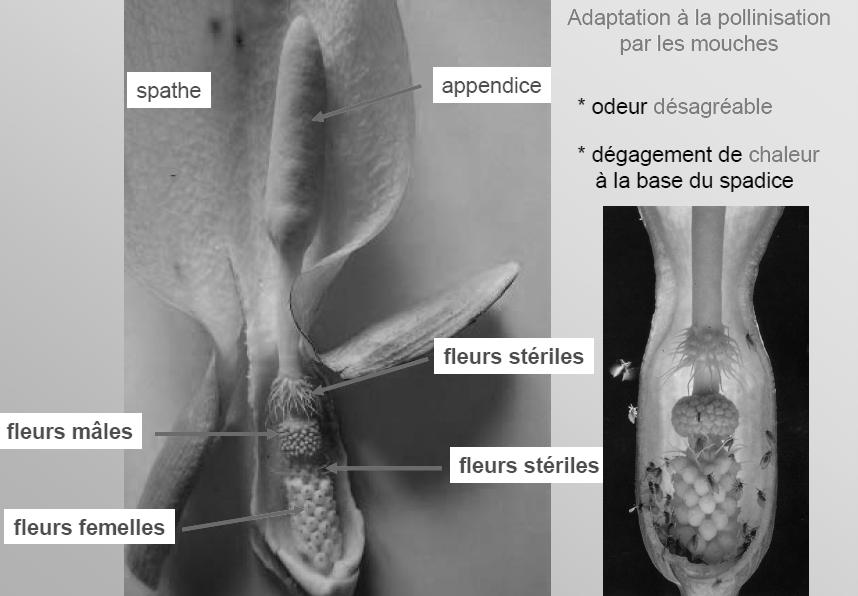 Adaptation à la pollinisation
par les mouches
spathe
appendice
* odeur désagréable
* dégagement de chaleur
à la base du spadice
fleurs stériles
fleurs mâles
fleurs stériles
fleurs femelles